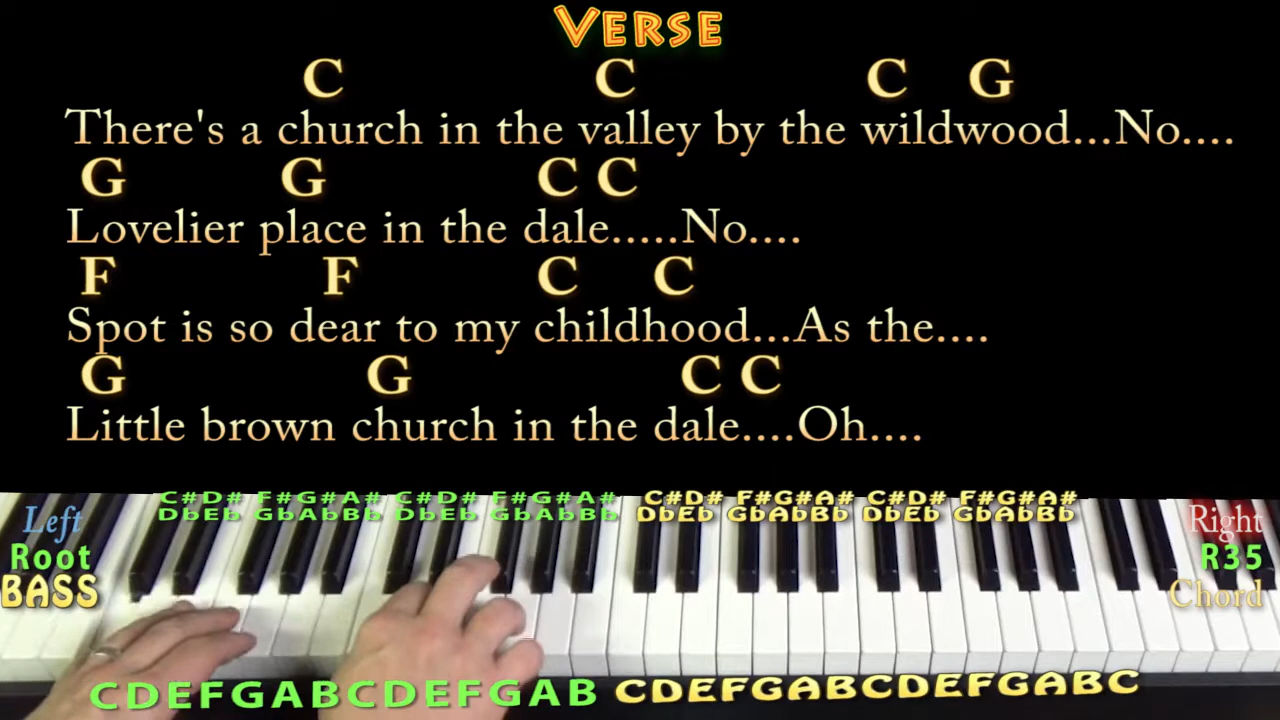 VERSE
C C C G
There's a church in the valley by the wildwood...No....
G G C C
Lovelier place in the dale.....No....
F F C C
Spot is so dear to my childhood...As the....
G G C C
Little brown church in the dale....Oh....
C#D# F#G#A# C#D# F#G#A# C#D# F#G#A# C#D# F#G#A#
DbEb GbAbBb DbEb GbAbBb DbEb GbAbBb DbEb GbAbBb
Left
Root
BASS
Right
R35
Chord
CDEFGABCDEFGAB CDEFGABCDEFGABC